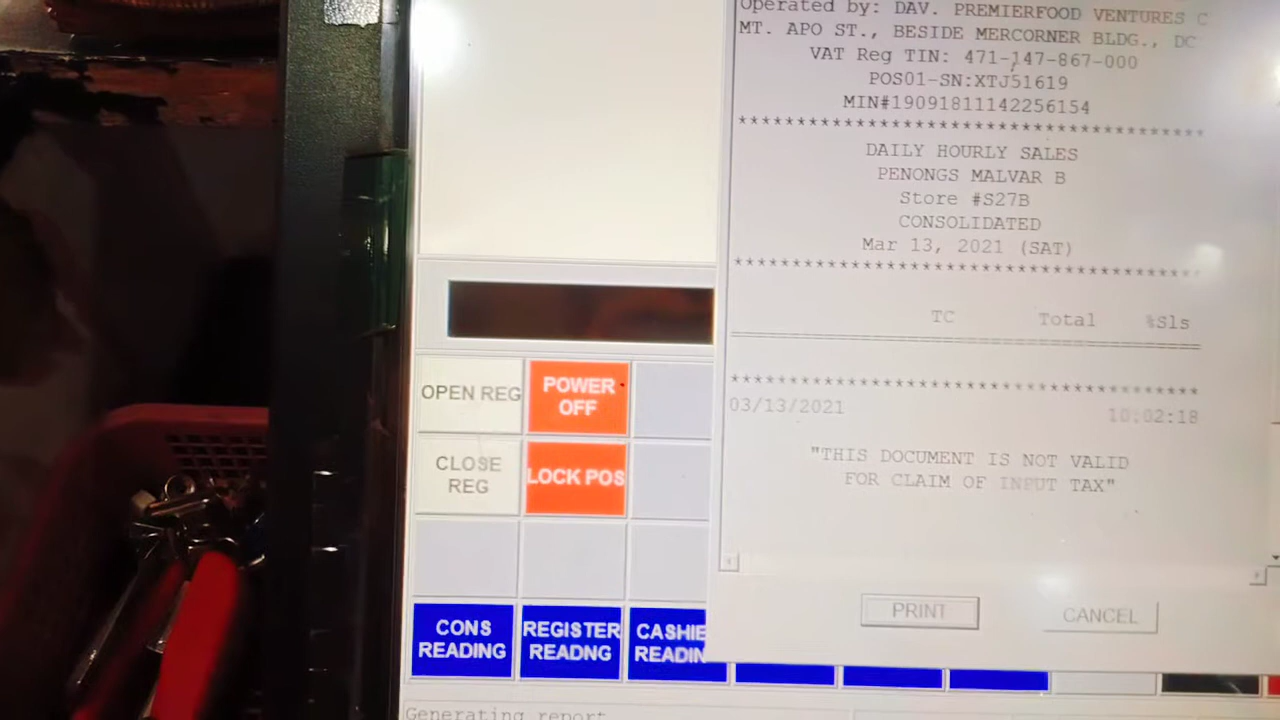 Operated by: DAV. PREMIERFOOD VENTURES C
MT. APO ST., BESIDE MERCORNER BLDG., DC
VAT Reg TIN: 471-147-867-000
POS01-SN:XTJ51619
MIN#19091811142256154
****************************************
DAILY HOURLY SALES
PENONGS MALVAR B
Store #S27B
CONSOLIDATED
Mar 13, 2021 (SAT)
****************************************
TC Total %Sls
========================================
****************************************
03/13/2021 10:02:18
"THIS DOCUMENT IS NOT VALID
FOR CLAIM OF INPUT TAX"
PRINT CANCEL
OPEN REG
POWER OFF
CLOSE REG
LOCK POS
CONS READING
REGISTER READNG
CASHIE READIN
Generating report